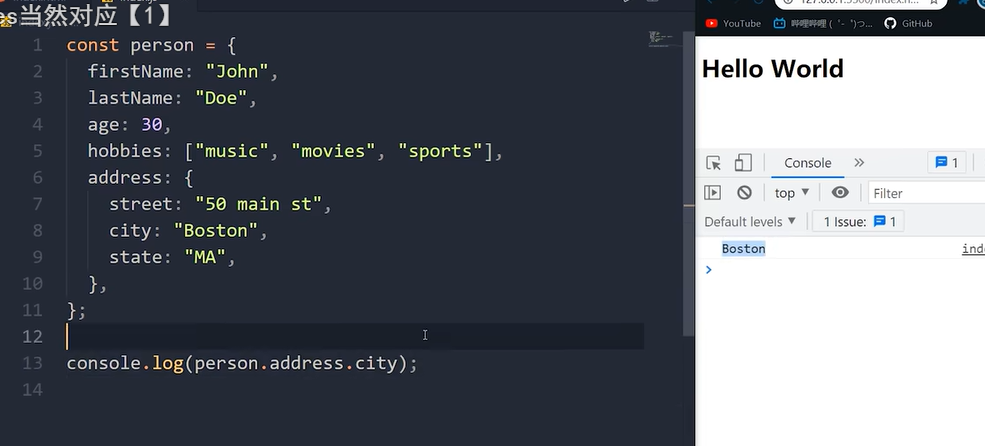 es当然对应【1】
1 const person = {
2 firstName: "John",
3 lastName: "Doe",
4 age: 30,
5 hobbies: ["music", "movies", "sports"],
6 address: {
7 street: "50 main st",
8 city: "Boston",
9 state: "MA",
10 },
11 };
12
13 console.log(person.address.city);
14
YouTube 哔哩哔哩 ( ゜- ゜)つ... GitHub
Hello World
Console » 1
top ▼ Filter
Default levels ▼ 1 Issue: 1
Boston ind
>